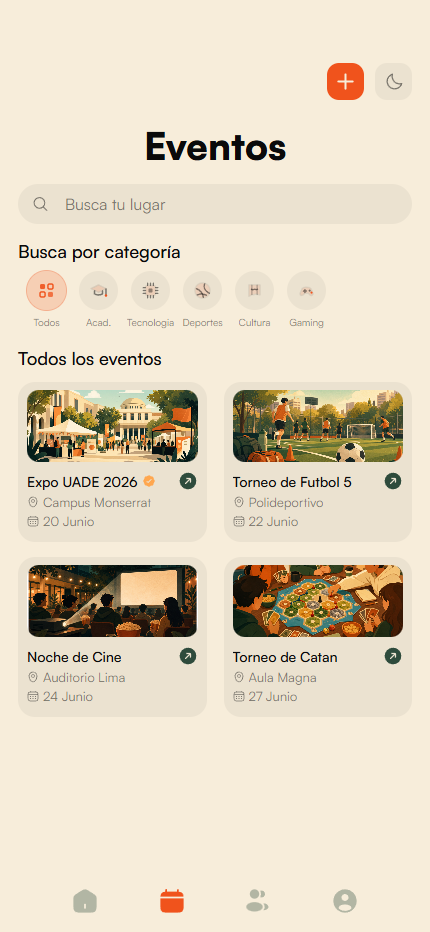 Eventos
Busca tu lugar
Busca por categoría
Todos
Acad.
Tecnologia
Deportes
Cultura
Gaming
Todos los eventos
Expo UADE 2026
Campus Monserrat
20 Junio
Torneo de Futbol 5
Polideportivo
22 Junio
Noche de Cine
Auditorio Lima
24 Junio
Torneo de Catan
Aula Magna
27 Junio